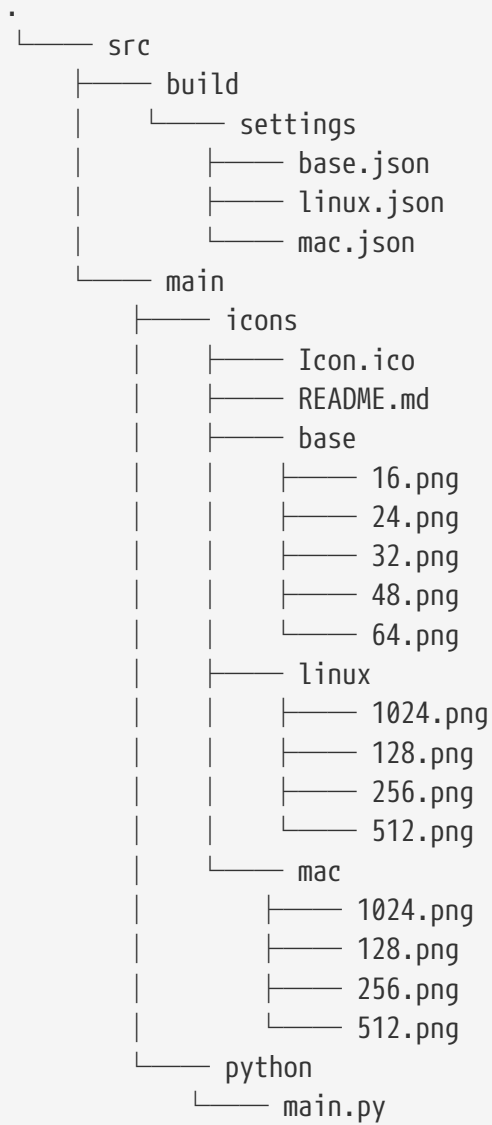 .
└──── src
├──── build
│ └──── settings
│ ├──── base.json
│ ├──── linux.json
│ └──── mac.json
└──── main
├──── icons
│ ├──── Icon.ico
│ ├──── README.md
│ ├──── base
│ │ ├──── 16.png
│ │ ├──── 24.png
│ │ ├──── 32.png
│ │ ├──── 48.png
│ │ └──── 64.png
│ ├──── linux
│ │ ├──── 1024.png
│ │ ├──── 128.png
│ │ ├──── 256.png
│ │ └──── 512.png
│ └──── mac
│ ├──── 1024.png
│ ├──── 128.png
│ ├──── 256.png
│ └──── 512.png
└──── python
└──── main.py